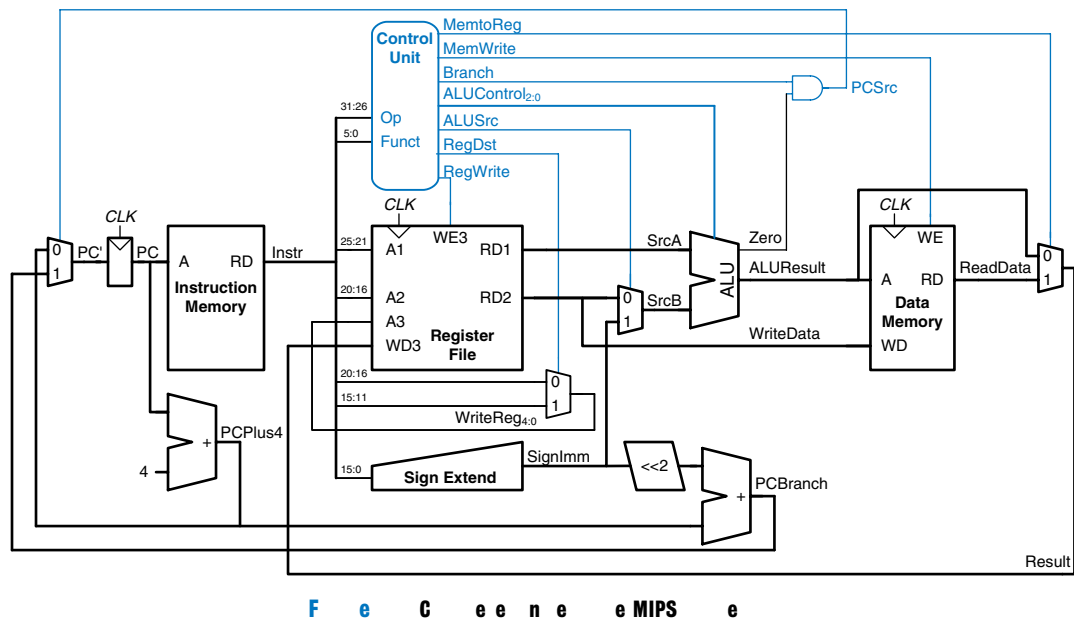 MemtoReg
Control
Unit
MemWrite
Branch
ALUControl2:0
PCSrc
31:26
Op
ALUSrc
5:0
Funct
RegDst
RegWrite
CLK
CLK
CLK
0
1
PC'
PC
A
RD
Instruction
Memory
Instr
25:21
A1
WE3
RD1
SrcA
Zero
ALU
ALUResult
WE
A
RD
ReadData
0
1
20:16
A2
RD2
0
1
SrcB
Data
Memory
A3
Register
File
WD3
WriteData
WD
20:16
0
15:11
1
WriteReg4:0
PCPlus4
+
4
SignImm
15:0
Sign Extend
<<2
PCBranch
+
Result
F e C e e n e e MIPS e